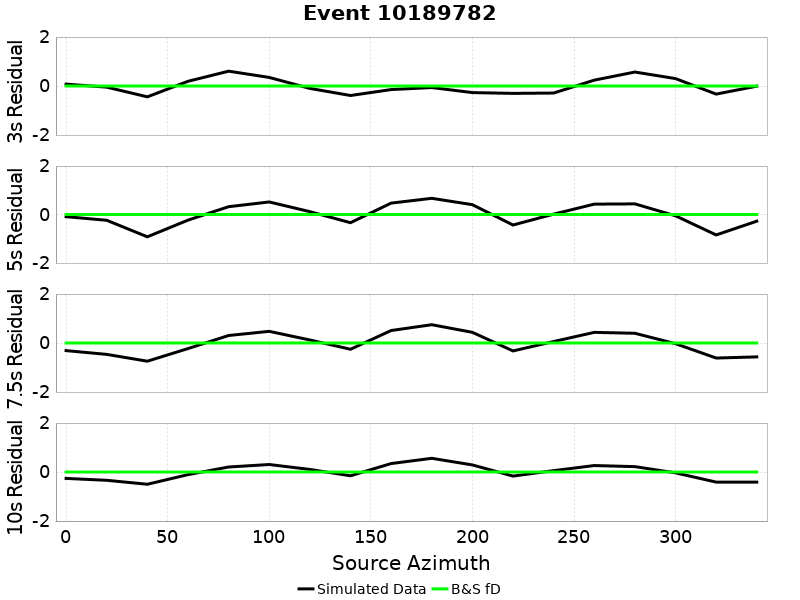 Event 10189782
3s Residual
2
0
-2
5s Residual
2
0
-2
7.5s Residual
2
0
-2
10s Residual
2
0
-2
0 50 100 150 200 250 300
Source Azimuth
Simulated Data B&S fD